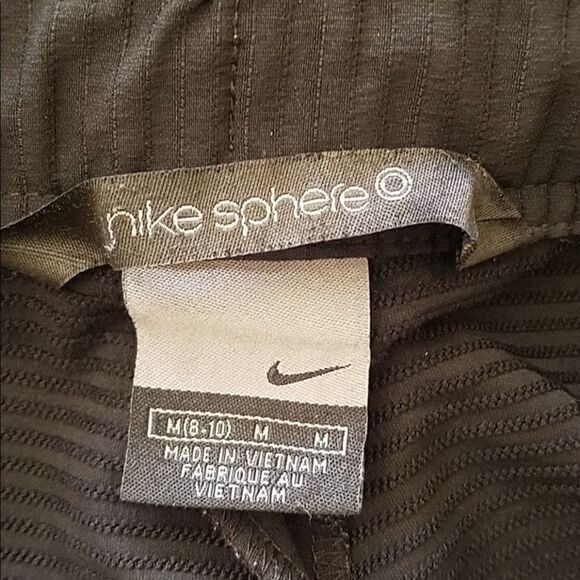 nike sphere
M(8-10) M M
MADE IN VIETNAM
FABRIQUE AU
VIETNAM